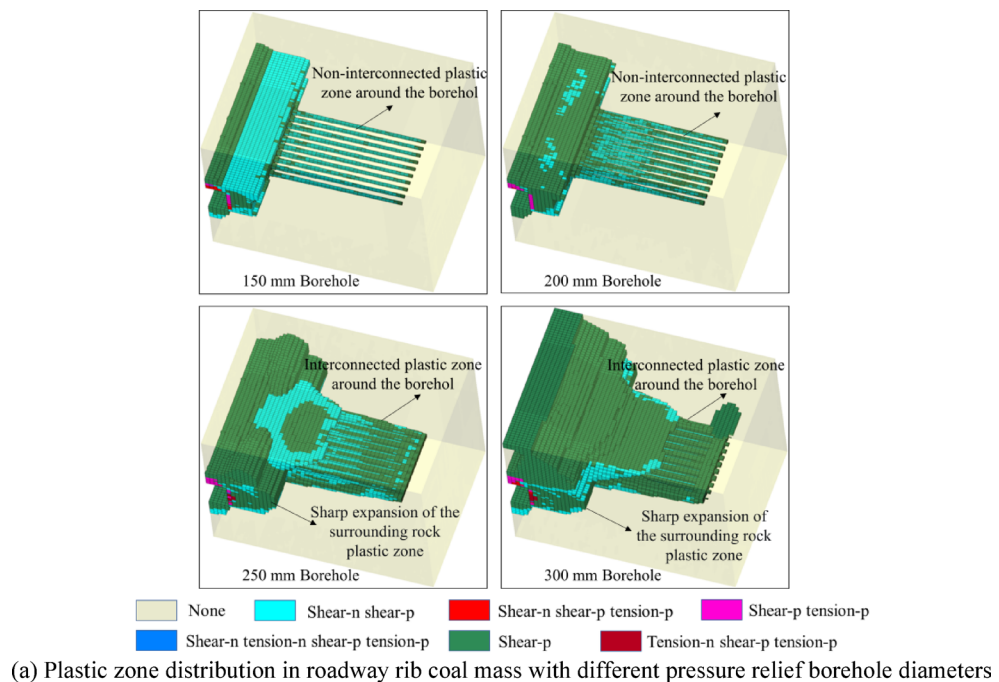 Non-interconnected plastic
zone around the borehol
150 mm Borehole
Non-interconnected plastic
zone around the borehol
200 mm Borehole
Interconnected plastic zone
around the borehol
Sharp expansion of the
surrounding rock
plastic zone
250 mm Borehole
Interconnected plastic zone
around the borehol
Sharp expansion of
the surrounding rock
plastic zone
300 mm Borehole
None
Shear-n shear-p
Shear-n shear-p tension-p
Shear-p tension-p
Shear-n tension-n shear-p tension-p
Shear-p
Tension-n shear-p tension-p
(a) Plastic zone distribution in roadway rib coal mass with different pressure relief borehole diameters